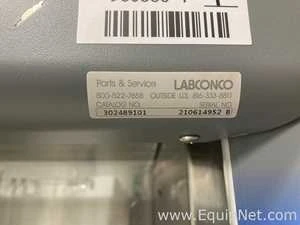 Parts & Service LABCONCO
800-522-7658 OUTSIDE U.S. 816-333-8811
CATALOG NO. SERIAL NO.
302489101 210614952 B
www.EquipNet.com